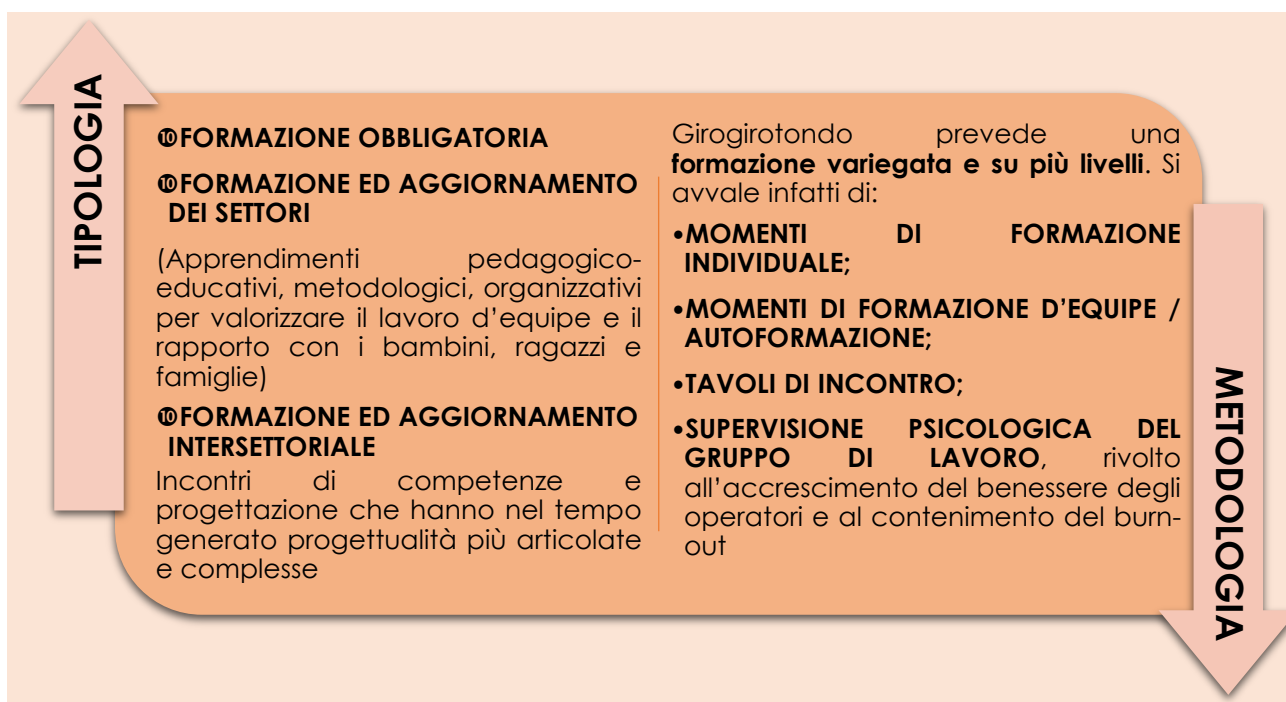 TIPOLOGIA
❿FORMAZIONE OBBLIGATORIA
❿FORMAZIONE ED AGGIORNAMENTO
DEI SETTORI
(Apprendimenti pedagogico-
educativi, metodologici, organizzativi
per valorizzare il lavoro d’equipe e il
rapporto con i bambini, ragazzi e
famiglie)
❿FORMAZIONE ED AGGIORNAMENTO
INTERSETTORIALE
Incontri di competenze e
progettazione che hanno nel tempo
generato progettualità più articolate
e complesse
Girogirotondo prevede una
formazione variegata e su più livelli. Si
avvale infatti di:
•MOMENTI DI FORMAZIONE
INDIVIDUALE;
•MOMENTI DI FORMAZIONE D’EQUIPE /
AUTOFORMAZIONE;
•TAVOLI DI INCONTRO;
•SUPERVISIONE PSICOLOGICA DEL
GRUPPO DI LAVORO, rivolto
all’accrescimento del benessere degli
operatori e al contenimento del burn-
out
METODOLOGIA